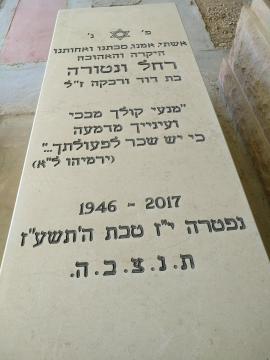 פ' נ'
אשתי, אמנו, סבתנו ואחותנו
היקרה והאהובה
רחל ונטורה
בת דוד ורבקה ז"ל
"מנעי קולך מבכי
ועינייך מדמעה
כי יש שכר לפעולתך..."
(ירמיהו ל"א)
1946 - 2017
נפטרה י"ז טבת ה'תשע"ז
ת.נ.צ.ב.ה.